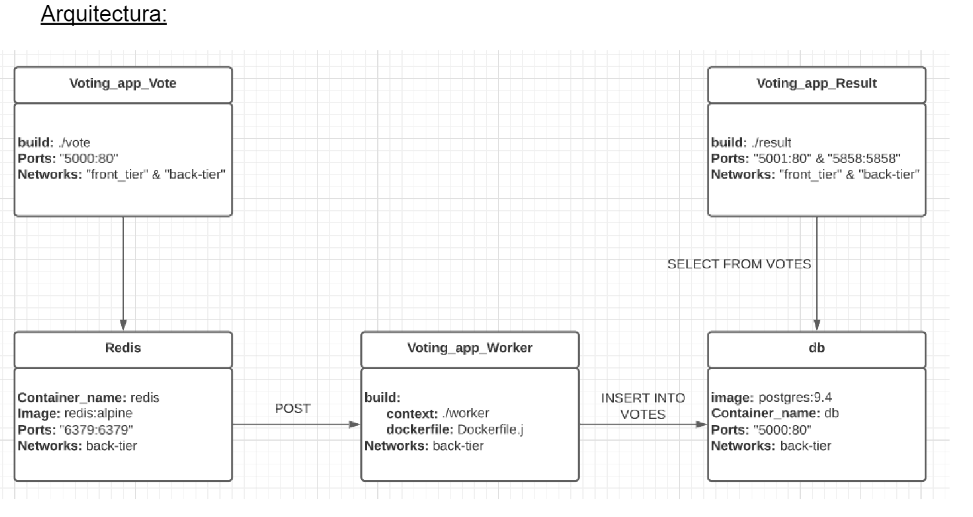 Arquitectura:
Voting_app_Vote
build: ./vote
Ports: "5000:80"
Networks: "front_tier" & "back-tier"
Voting_app_Result
build: ./result
Ports: "5001:80" & "5858:5858"
Networks: "front_tier" & "back-tier"
SELECT FROM VOTES
Redis
Container_name: redis
Image: redis:alpine
Ports: "6379:6379"
Networks: back-tier
POST
Voting_app_Worker
build:
context: ./worker
dockerfile: Dockerfile.j
Networks: back-tier
INSERT INTO
VOTES
db
image: postgres:9.4
Container_name: db
Ports: "5000:80"
Networks: back-tier